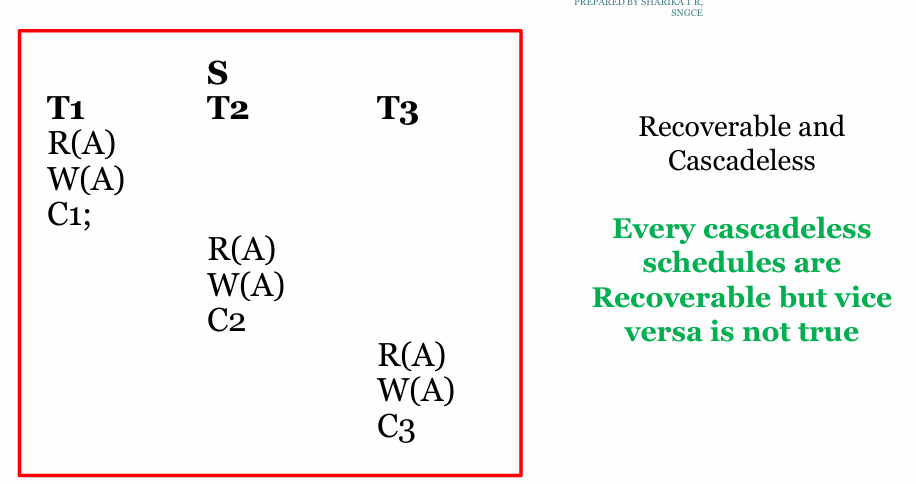 PREPARED BY SHARIKA T R,
SNGCE
S
T1 T2 T3
R(A)
W(A)
C1;
R(A)
W(A)
C2
R(A)
W(A)
C3
Recoverable and
Cascadeless
Every cascadeless
schedules are
Recoverable but vice
versa is not true